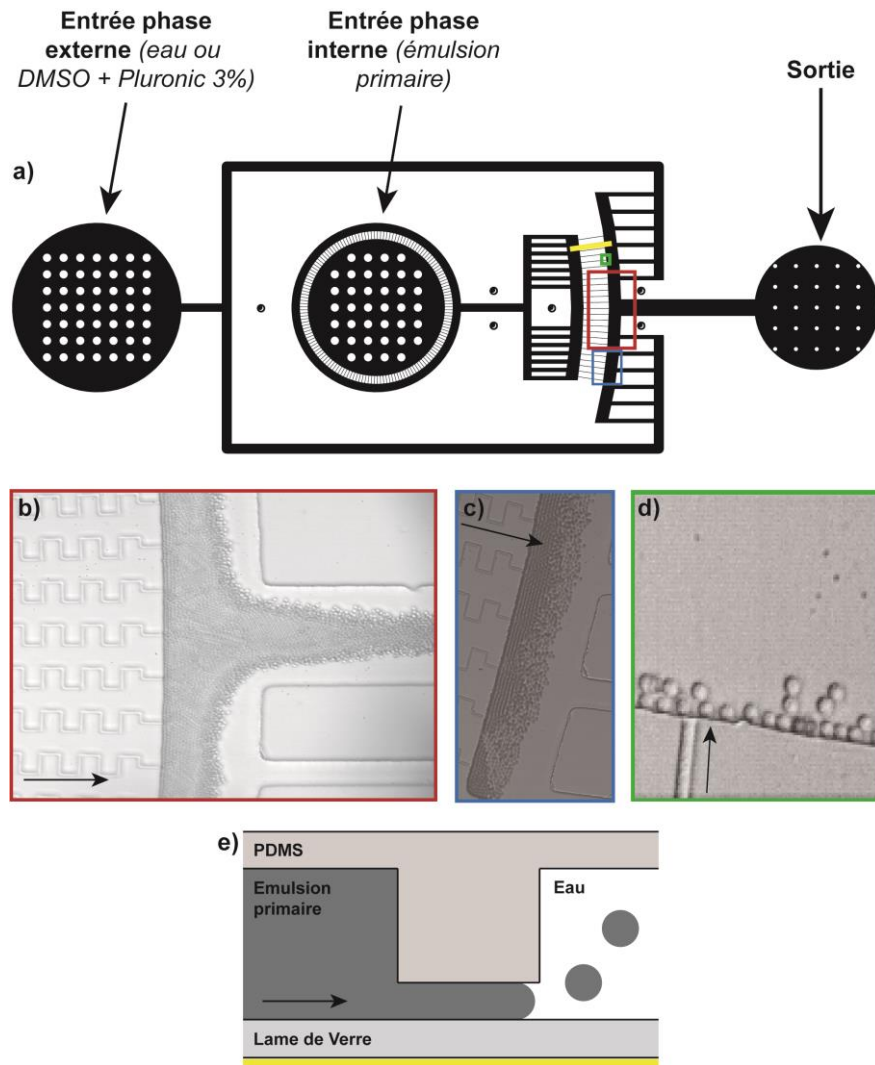 Entrée phase
externe (eau ou
DMSO + Pluronic 3%)
Entrée phase
interne (émulsion
primaire)
Sortie
a)
b)
c)
d)
e)
PDMS
Emulsion
primaire
Eau
Lame de Verre